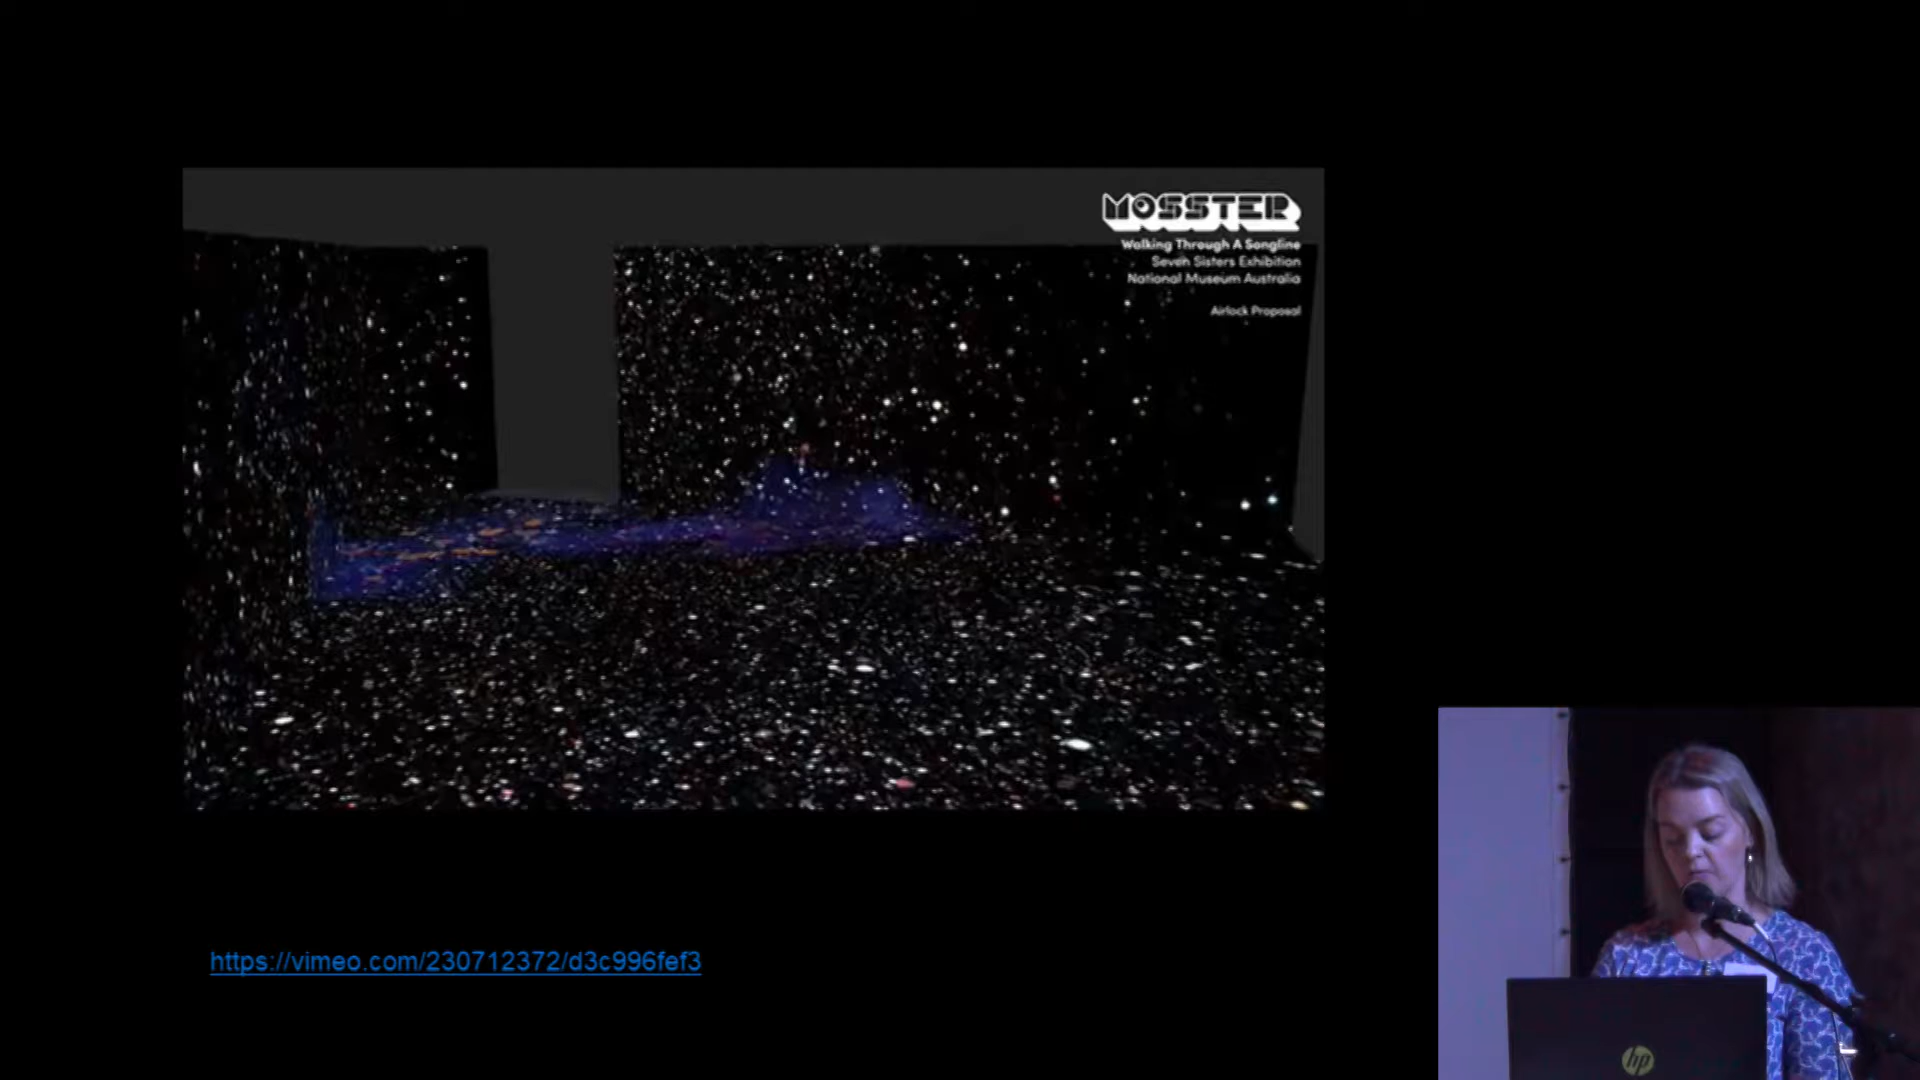 MOSSTER
Walking Through A Songline
Seven Sisters Exhibition
National Museum Australia
Airlock Proposal
https://vimeo.com/230712372/d3c996fef3
hp